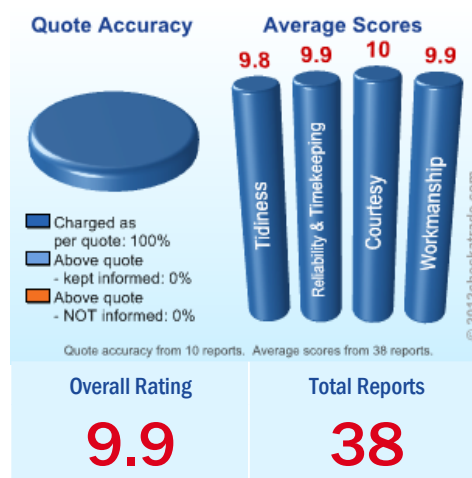 Quote Accuracy
Average Scores
9.8
9.9
10
9.9
Tidiness
Reliability & Timekeeping
Courtesy
Workmanship
Charged as
per quote: 100%
Above quote
- kept informed: 0%
Above quote
- NOT informed: 0%
Quote accuracy from 10 reports. Average scores from 38 reports.
Overall Rating
Total Reports
9.9
38